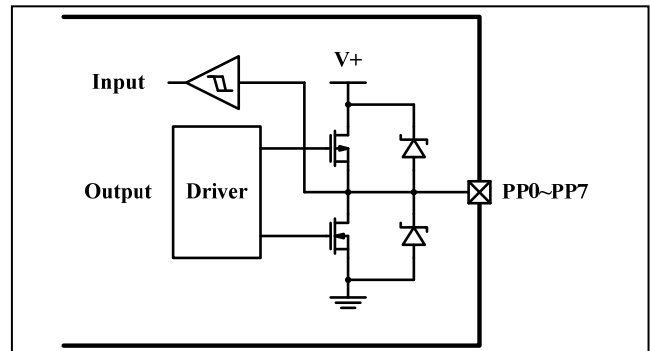 V+
Input
Output
Driver
PP0~PP7